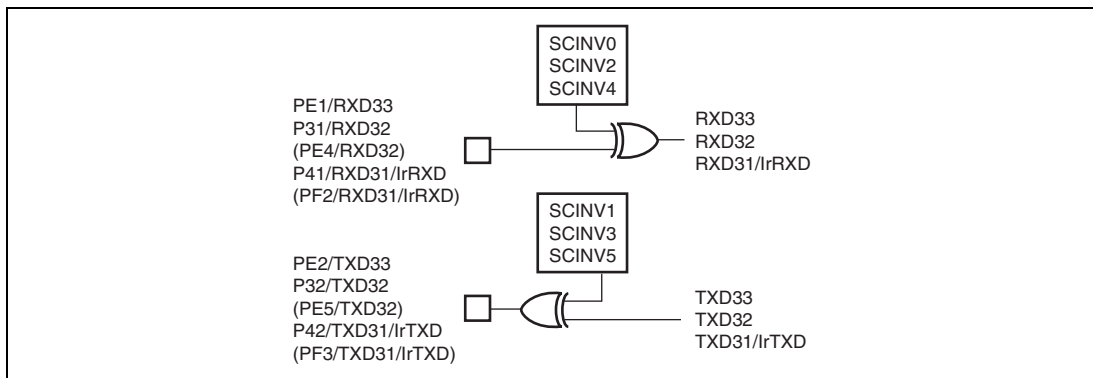 SCINV0
SCINV2
SCINV4
PE1/RXD33
P31/RXD32
(PE4/RXD32)
P41/RXD31/IrRXD
(PF2/RXD31/IrRXD)
RXD33
RXD32
RXD31/IrRXD
SCINV1
SCINV3
SCINV5
PE2/TXD33
P32/TXD32
(PE5/TXD32)
P42/TXD31/IrTXD
(PF3/TXD31/IrTXD)
TXD33
TXD32
TXD31/IrTXD